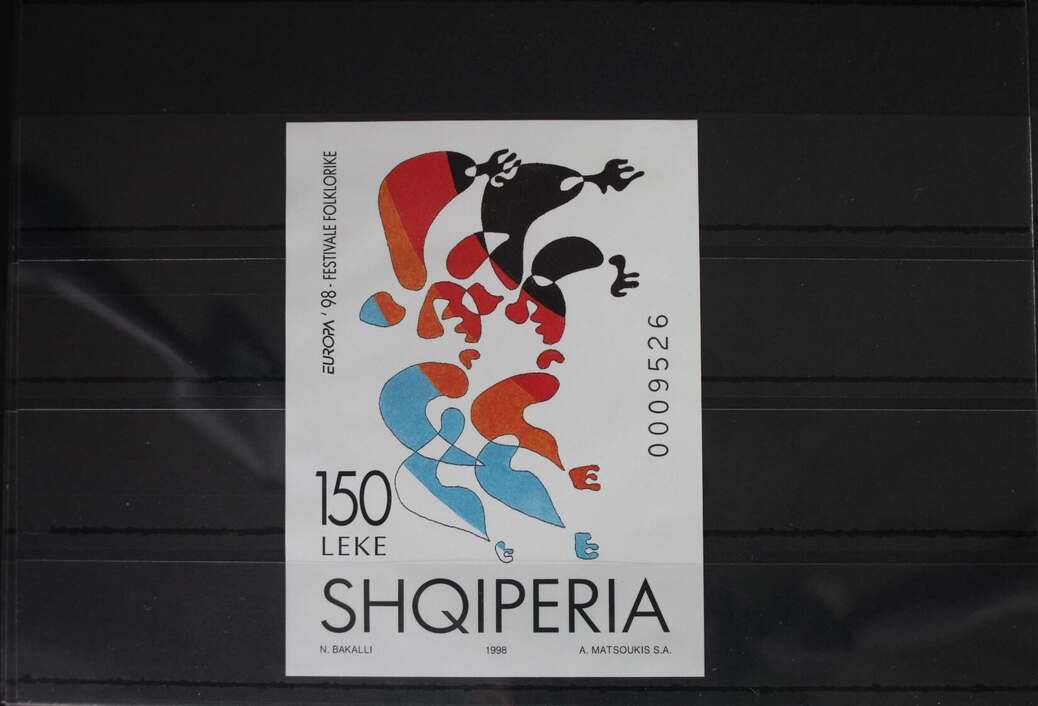 EUROPA ' 98 - FESTIVALE FOLKLORIKE
0009526
150
LEKE
SHQIPERIA
N. BAKALLI 1998 A. MATSOUKIS S.A.